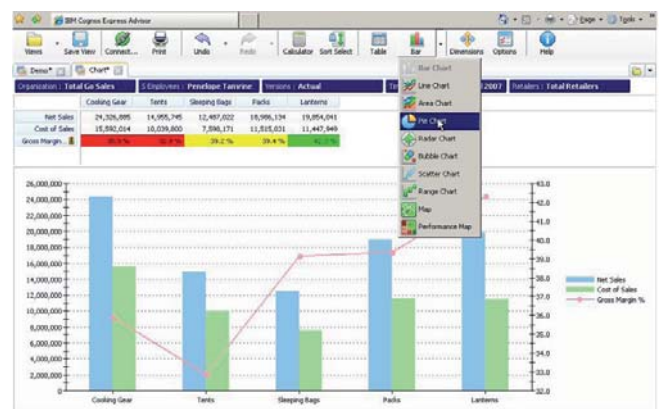 IBM Cognos Express Advisor
Page Tools
Views Save View Connect... Print Undo Redo Calculator Sort Select Table Bar Dimensions Options Help
Demo* Chart*
Organization : Total Go Sales Employees : Penelope Tamrine Versions : Actual 2007 Retailers : Total Retailers
Cooking Gear Tents Sleeping Bags Packs Lanterns
Net Sales 24,326,885 14,955,745 12,487,022 18,986,134 19,854,041
Cost of Sales 15,592,014 10,039,800 7,598,171 11,515,031 11,447,949
Gross Margin... 39.2 % 39.4 %
Bar Chart
Line Chart
Area Chart
Pie Chart
Radar Chart
Bubble Chart
Scatter Chart
Range Chart
Map
Performance Map
26,000,000
24,000,000
22,000,000
20,000,000
18,000,000
16,000,000
14,000,000
12,000,000
10,000,000
8,000,000
6,000,000
4,000,000
2,000,000
0
43.0
42.0
41.0
40.0
39.0
38.0
37.0
36.0
35.0
34.0
33.0
32.0
Net Sales
Cost of Sales
Gross Margin %
Cooking Gear Tents Sleeping Bags Packs Lanterns